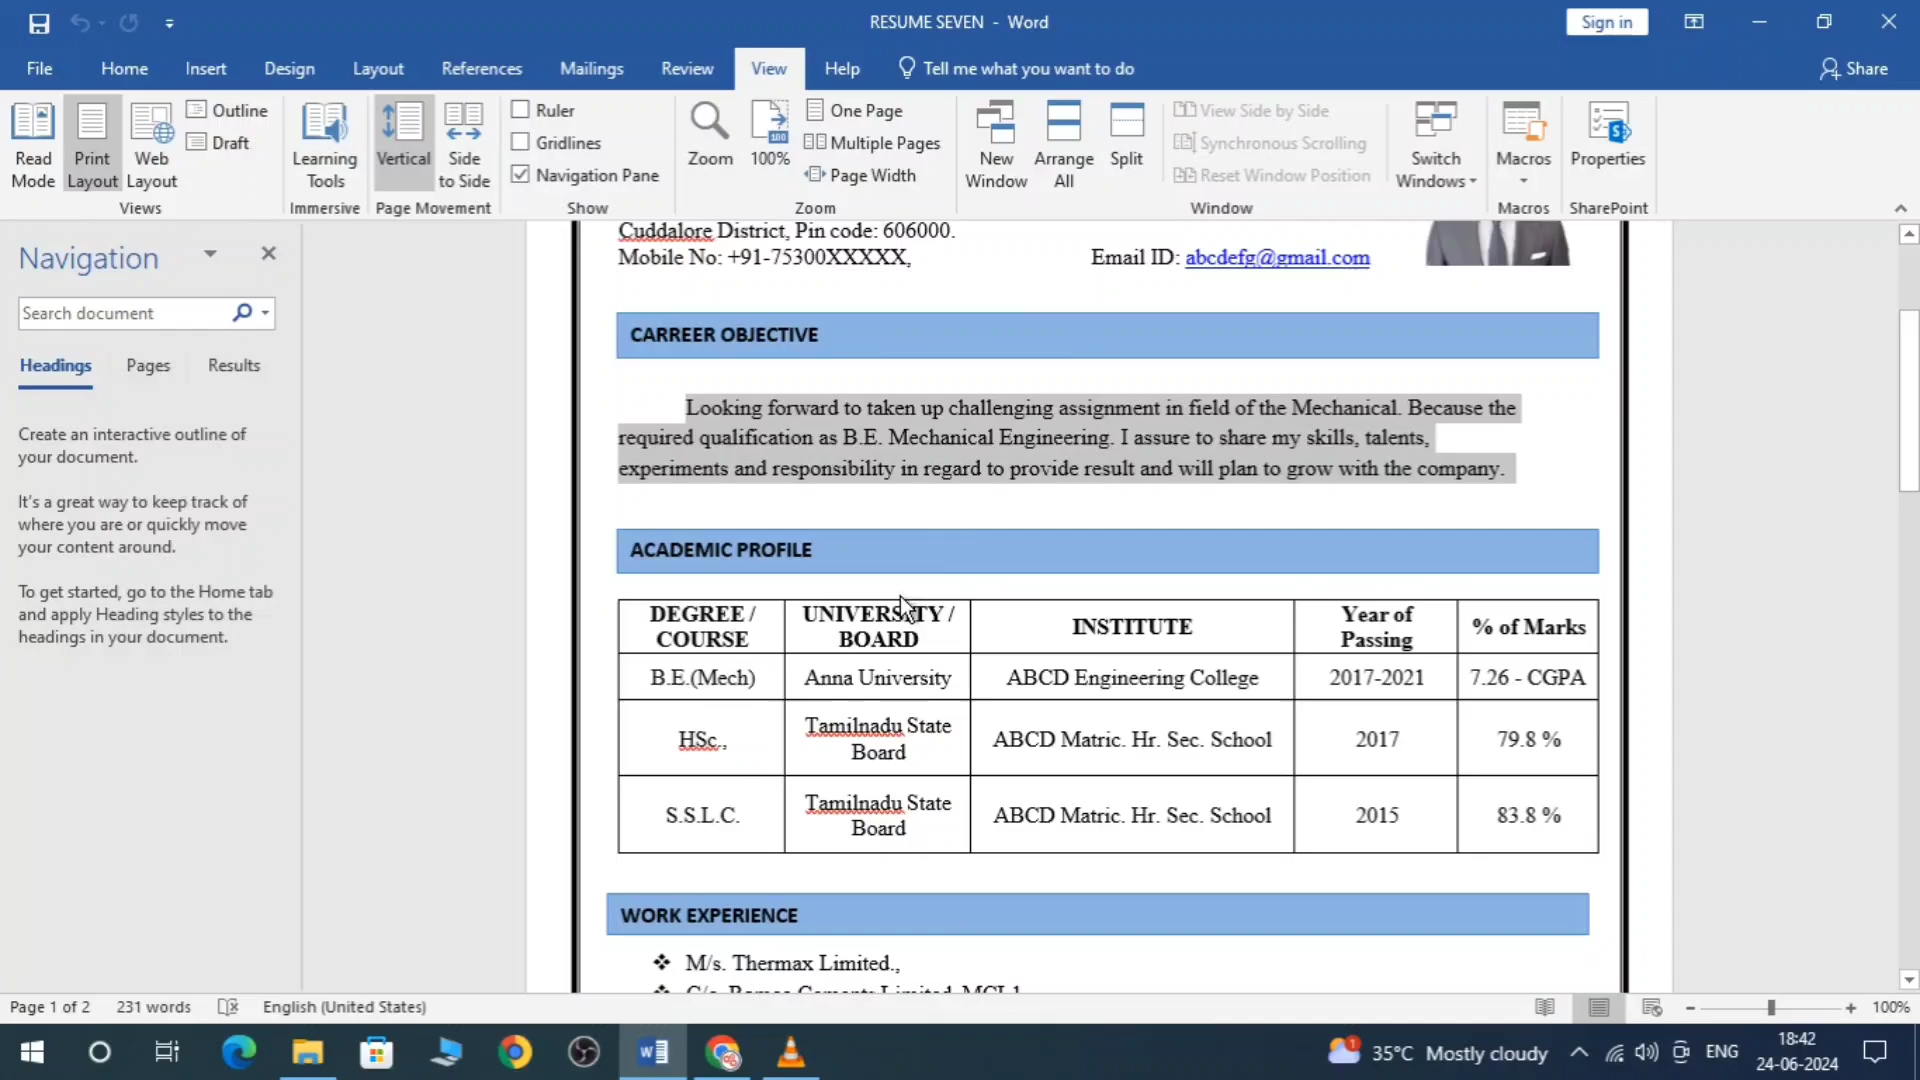 RESUME SEVEN - Word
Sign in
File Home Insert Design Layout References Mailings Review View Help Tell me what you want to do Share
Read Mode
Print Layout
Web Layout
Outline
Draft
Views
Learning Tools
Immersive
Vertical
Side to Side
Page Movement
Ruler
Gridlines
Navigation Pane
Show
Zoom
100%
One Page
Multiple Pages
Page Width
Zoom
New Window
Arrange All
Split
View Side by Side
Synchronous Scrolling
Reset Window Position
Window
Switch Windows
Macros
Macros
Properties
SharePoint
Navigation
Search document
Headings Pages Results
Create an interactive outline of
your document.
It's a great way to keep track of
where you are or quickly move
your content around.
To get started, go to the Home tab
and apply Heading styles to the
headings in your document.
Cuddalore District, Pin code: 606000.
Mobile No: +91-75300XXXXX, Email ID: abcdefg@gmail.com
CARREER OBJECTIVE
Looking forward to taken up challenging assignment in field of the Mechanical. Because the
required qualification as B.E. Mechanical Engineering. I assure to share my skills, talents,
experiments and responsibility in regard to provide result and will plan to grow with the company.
ACADEMIC PROFILE
DEGREE / COURSE UNIVERSITY / BOARD INSTITUTE Year of Passing % of Marks
B.E.(Mech) Anna University ABCD Engineering College 2017-2021 7.26 - CGPA
HSc., Tamilnadu State Board ABCD Matric. Hr. Sec. School 2017 79.8 %
S.S.L.C. Tamilnadu State Board ABCD Matric. Hr. Sec. School 2015 83.8 %
WORK EXPERIENCE
M/s. Thermax Limited.,
Page 1 of 2 231 words English (United States) 100%
35°C Mostly cloudy ENG 18:42
24-06-2024